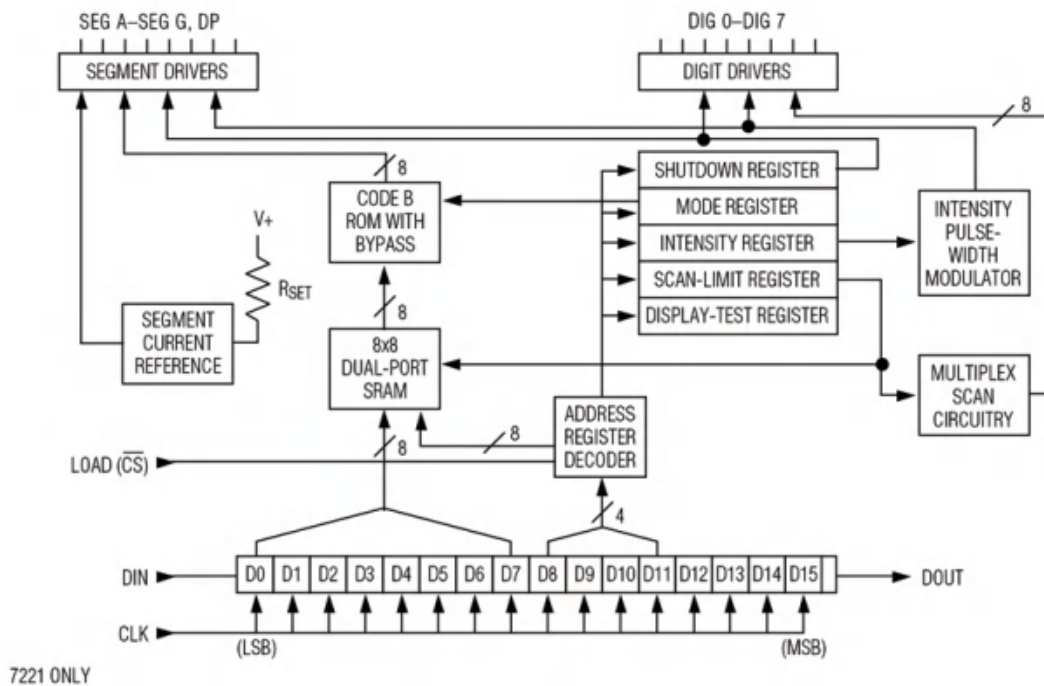 SEG A–SEG G, DP
DIG 0–DIG 7
SEGMENT DRIVERS
DIGIT DRIVERS
8
8
CODE B
ROM WITH
BYPASS
SHUTDOWN REGISTER
MODE REGISTER
INTENSITY REGISTER
SCAN-LIMIT REGISTER
DISPLAY-TEST REGISTER
INTENSITY
PULSE-
WIDTH
MODULATOR
V+
RSET
SEGMENT
CURRENT
REFERENCE
8
8x8
DUAL-PORT
SRAM
MULTIPLEX
SCAN
CIRCUITRY
ADDRESS
REGISTER
DECODER
8
8
LOAD (CS)
4
DIN
D0 D1 D2 D3 D4 D5 D6 D7 D8 D9 D10 D11 D12 D13 D14 D15
DOUT
CLK
(LSB)
(MSB)
7221 ONLY